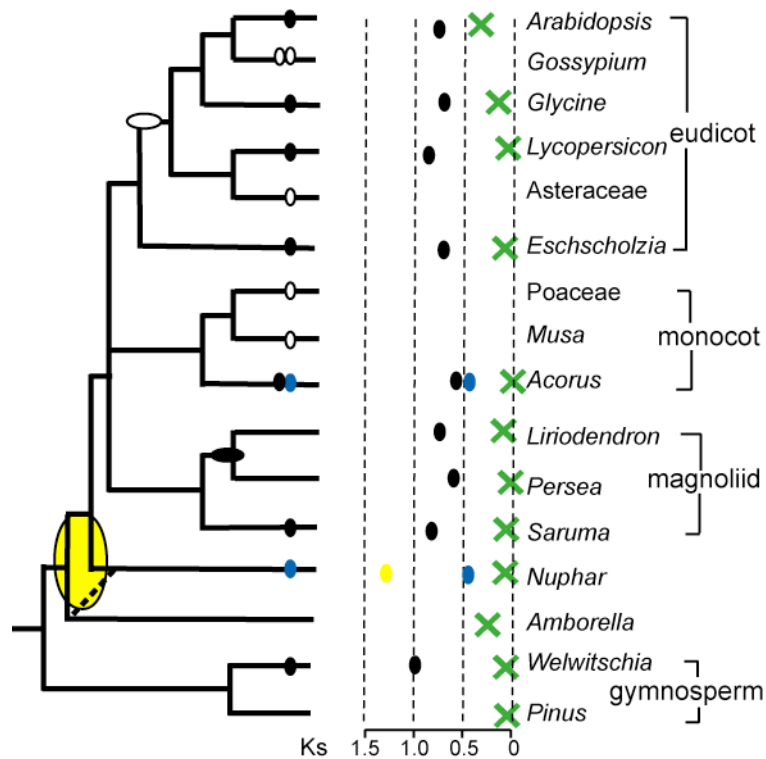 Arabidopsis
Gossypium
Glycine
eudicot
Lycopersicon
Asteraceae
Eschscholzia
Poaceae
Musa
monocot
Acorus
Liriodendron
magnoliid
Persea
Saruma
Nuphar
Amborella
Welwitschia
gymnosperm
Pinus
Ks 1.5 1.0 0.5 0